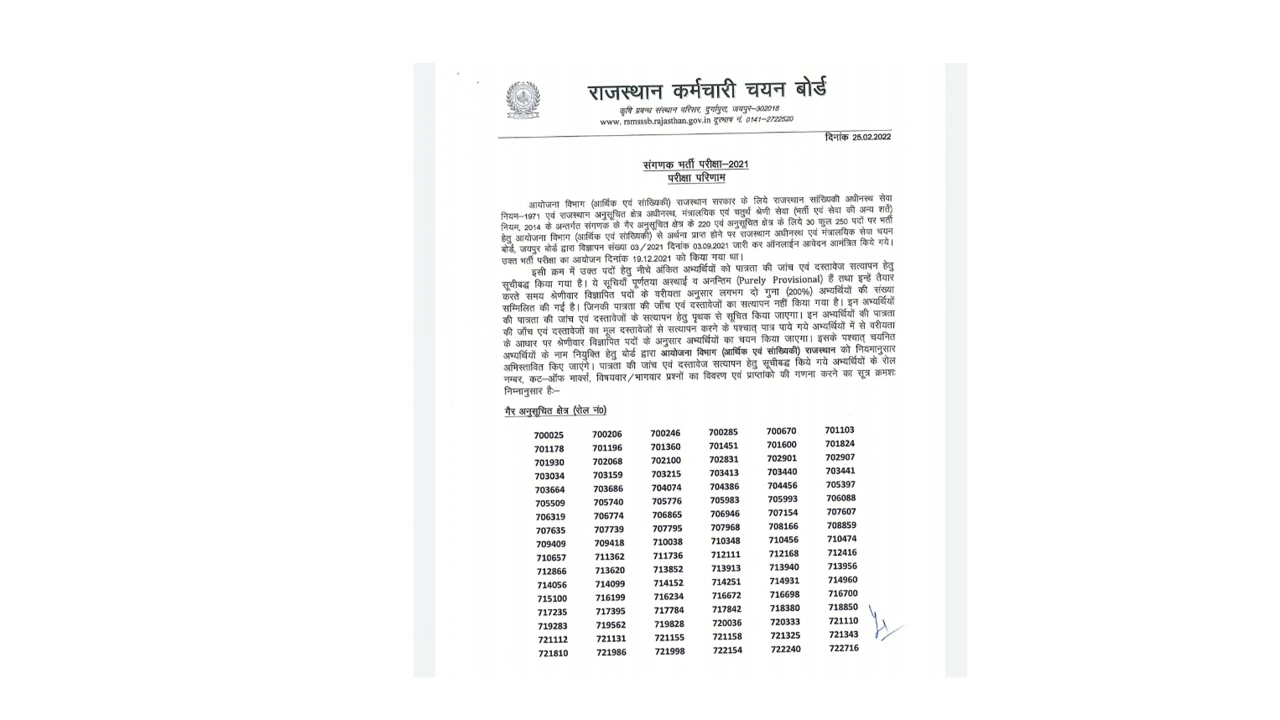 राजस्थान कर्मचारी चयन बोर्ड
कृषि प्रबन्ध संस्थान परिसर, दुर्गापुरा, जयपुर–302018
www. rsmsssb.rajasthan.gov.in दूरभाष नं. 0141–2722520
दिनांक 25.02.2022
संगणक भर्ती परीक्षा–2021
परीक्षा परिणाम
आयोजना विभाग (आर्थिक एवं सांख्यिकी) राजस्थान सरकार के लिये राजस्थान सांख्यिकी अधीनस्थ सेवा
नियम–1971 एवं राजस्थान अनुसूचित क्षेत्र अधीनस्थ, मंत्रालयिक एवं चतुर्थ श्रेणी सेवा (भर्ती एवं सेवा की अन्य शर्तें)
नियम, 2014 के अन्तर्गत संगणक के गैर अनुसूचित क्षेत्र के 220 एवं अनुसूचित क्षेत्र के लिये 30 कुल 250 पदों पर भर्ती
हेतु आयोजना विभाग (आर्थिक एवं सांख्यिकी) से अर्थना प्राप्त होने पर राजस्थान अधीनस्थ एवं मंत्रालयिक सेवा चयन
बोर्ड, जयपुर बोर्ड द्वारा विज्ञापन संख्या 03/2021 दिनांक 03.09.2021 जारी कर ऑनलाईन आवेदन आमंत्रित किये गये।
उक्त भर्ती परीक्षा का आयोजन दिनांक 19.12.2021 को किया गया था।
इसी क्रम में उक्त पदों हेतु नीचे अंकित अभ्यर्थियों को पात्रता की जांच एवं दस्तावेज सत्यापन हेतु
सूचीबद्ध किया गया है। ये सूचियाँ पूर्णतया अस्थाई व अनन्तिम (Purely Provisional) हैं तथा इन्हें तैयार
करते समय श्रेणीवार विज्ञापित पदों के वरीयता अनुसार लगभग दो गुना (200%) अभ्यर्थियों की संख्या
सम्मिलित की गई है। जिनकी पात्रता की जाँच एवं दस्तावेजों का सत्यापन नहीं किया गया है। इन अभ्यर्थियों
की पात्रता की जांच एवं दस्तावेजों के सत्यापन हेतु पृथक से सूचित किया जाएगा। इन अभ्यर्थियों की पात्रता
की जाँच एवं दस्तावेजों का मूल दस्तावेजों से सत्यापन करने के पश्चात् पात्र पाये गये अभ्यर्थियों में से वरीयता
के आधार पर श्रेणीवार विज्ञापित पदों के अनुसार अभ्यर्थियों का चयन किया जाएगा। इसके पश्चात् चयनित
अभ्यर्थियों के नाम नियुक्ति हेतु बोर्ड द्वारा आयोजना विभाग (आर्थिक एवं सांख्यिकी) राजस्थान को नियमानुसार
अभिस्तावित किए जाएंगे। पात्रता की जांच एवं दस्तावेज सत्यापन हेतु सूचीबद्ध किये गये अभ्यर्थियों के रोल
नम्बर, कट–ऑफ मार्क्स, विषयवार/भागवार प्रश्नों का विवरण एवं प्राप्तांको की गणना करने का सूत्र क्रमशः
निम्नानुसार है:–
गैर अनुसूचित क्षेत्र (रोल नं०)
700025 700206 700246 700285 700670 701103
701178 701196 701360 701451 701600 701824
701930 702068 702100 702831 702901 702907
703034 703159 703215 703413 703440 703441
703664 703686 704074 704386 704456 705397
705509 705740 705776 705983 705993 706088
706319 706774 706865 706946 707154 707607
707635 707739 707795 707968 708166 708859
709409 709418 710038 710348 710456 710474
710657 711362 711736 712111 712168 712416
712866 713620 713852 713913 713940 713956
714056 714099 714152 714251 714931 714960
715100 716199 716234 716672 716698 716700
717235 717395 717784 717842 718380 718850
719283 719562 719828 720036 720333 721110
721112 721131 721155 721158 721325 721343
721810 721986 721998 722154 722240 722716